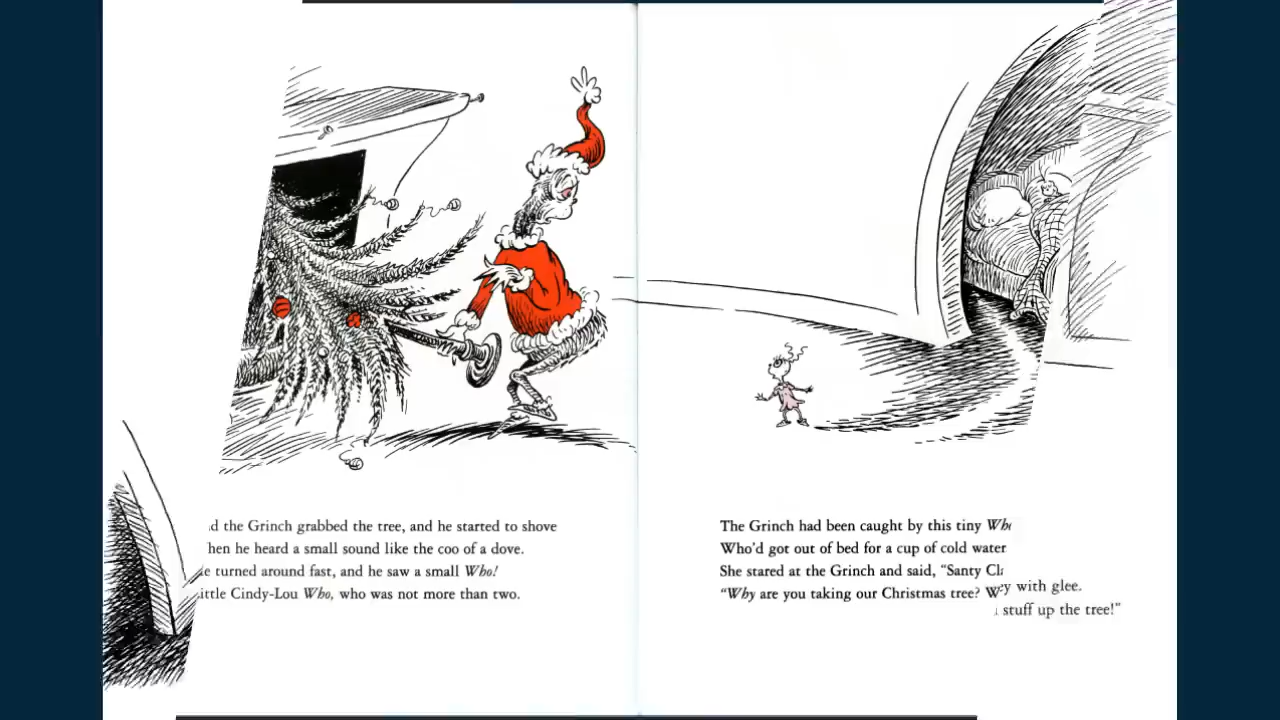 d the Grinch grabbed the tree, and he started to shove
hen he heard a small sound like the coo of a dove.
e turned around fast, and he saw a small Who!
ittle Cindy-Lou Who, who was not more than two.
The Grinch had been caught by this tiny Who
Who'd got out of bed for a cup of cold water
She stared at the Grinch and said, “Santy Cla
“Why are you taking our Christmas tree? W
y with glee.
stuff up the tree!”